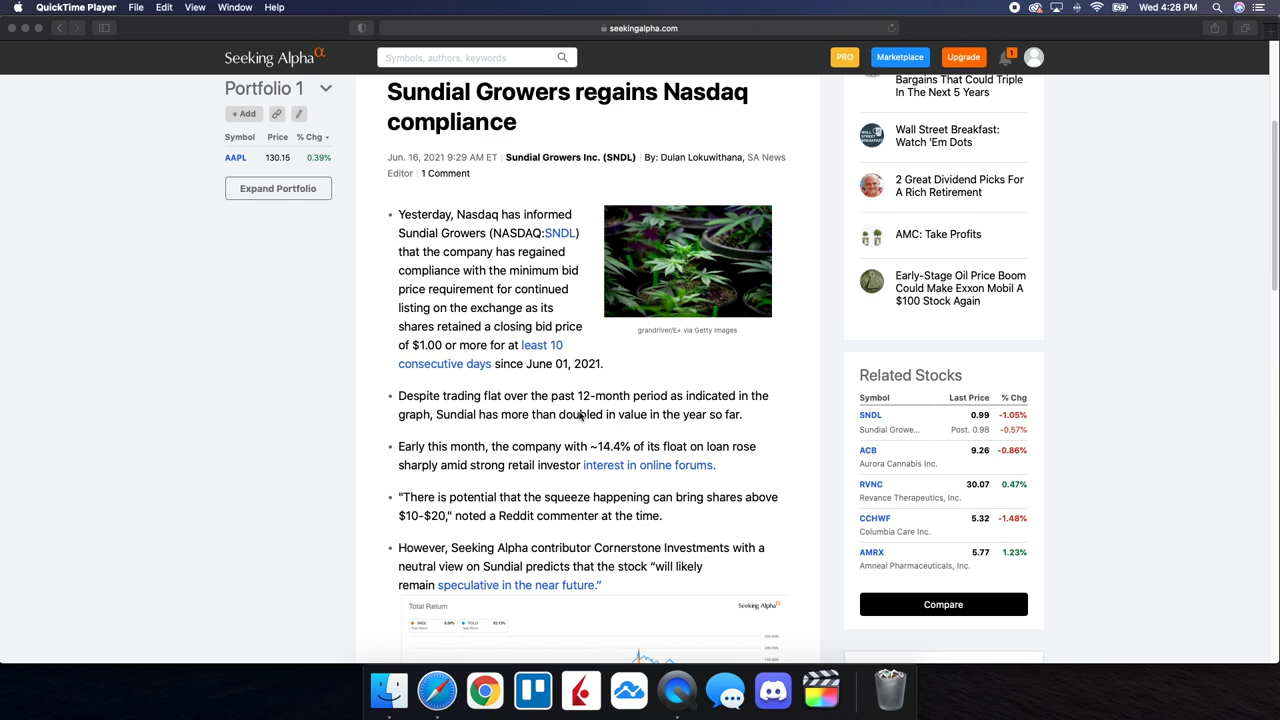 QuickTime Player File Edit View Window Help
Wed 4:28 PM
seekingalpha.com
Seeking Alpha α
Symbols, authors, keywords
PRO
Marketplace
Upgrade
1
Portfolio 1
+ Add
Symbol Price % Chg
AAPL 130.15 0.39%
Expand Portfolio
Sundial Growers regains Nasdaq
compliance
Jun. 16, 2021 9:29 AM ET | Sundial Growers Inc. (SNDL) | By: Dulan Lokuwithana, SA News
Editor | 1 Comment
• Yesterday, Nasdaq has informed
Sundial Growers (NASDAQ:SNDL)
that the company has regained
compliance with the minimum bid
price requirement for continued
listing on the exchange as its
shares retained a closing bid price
of $1.00 or more for at least 10
consecutive days since June 01, 2021.
grandriver/E+ via Getty Images
• Despite trading flat over the past 12-month period as indicated in the
graph, Sundial has more than doubled in value in the year so far.
• Early this month, the company with ~14.4% of its float on loan rose
sharply amid strong retail investor interest in online forums.
• "There is potential that the squeeze happening can bring shares above
$10-$20," noted a Reddit commenter at the time.
• However, Seeking Alpha contributor Cornerstone Investments with a
neutral view on Sundial predicts that the stock “will likely
remain speculative in the near future.”
Total Return
Seeking Alpha α
SNDL
Total Return
YOLO
Total Return
Bargains That Could Triple
In The Next 5 Years
Wall Street Breakfast:
Watch 'Em Dots
2 Great Dividend Picks For
A Rich Retirement
AMC: Take Profits
Early-Stage Oil Price Boom
Could Make Exxon Mobil A
$100 Stock Again
Related Stocks
Symbol Last Price % Chg
SNDL 0.99 -1.05%
Sundial Growe... Post. 0.98 -0.57%
ACB 9.26 -0.86%
Aurora Cannabis Inc.
RVNC 30.07 0.47%
Revance Therapeutics, Inc.
CCHWF 5.32 -1.48%
Columbia Care Inc.
AMRX 5.77 1.23%
Amneal Pharmaceuticals, Inc.
Compare